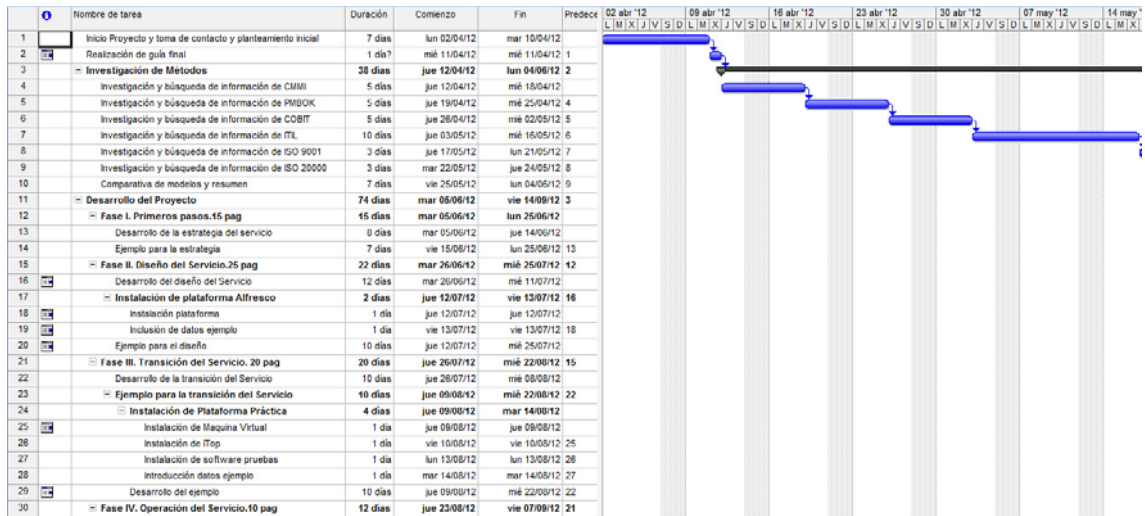 Nombre de tarea Duración Comienzo Fin Predece 02 abr '12 09 abr '12 16 abr '12 23 abr '12 30 abr '12 07 may '12 14 may '
L M X J V S D L M X J V S D L M X J V S D L M X J V S D L M X J V S D L M X J V S D L M X
1 Inicio Proyecto y toma de contacto y planteamiento inicial 7 días lun 02/04/12 mar 10/04/12
2 Realización de guía final 1 día? mié 11/04/12 mié 11/04/12 1
3 Investigación de Métodos 38 días jue 12/04/12 lun 04/06/12 2
4 Investigación y búsqueda de información de CMMI 5 días jue 12/04/12 mié 18/04/12
5 Investigación y búsqueda de información de PMBOK 5 días jue 19/04/12 mié 25/04/12 4
6 Investigación y búsqueda de información de COBIT 5 días jue 26/04/12 mié 02/05/12 5
7 Investigación y búsqueda de información de ITIL 10 días jue 03/05/12 mié 16/05/12 6
8 Investigación y búsqueda de información de ISO 9001 3 días jue 17/05/12 lun 21/05/12 7
9 Investigación y búsqueda de información de ISO 20000 3 días mar 22/05/12 jue 24/05/12 8
10 Comparativa de modelos y resumen 7 días vie 25/05/12 lun 04/06/12 9
11 Desarrollo del Proyecto 74 días mar 05/06/12 vie 14/09/12 3
12 Fase I. Primeros pasos.15 pag 15 días mar 05/06/12 lun 25/06/12
13 Desarrollo de la estrategia del servicio 8 días mar 05/06/12 jue 14/06/12
14 Ejemplo para la estrategia 7 días vie 15/06/12 lun 25/06/12 13
15 Fase II. Diseño del Servicio.25 pag 22 días mar 26/06/12 mié 25/07/12 12
16 Desarrollo del diseño del Servicio 12 días mar 26/06/12 mié 11/07/12
17 Instalación de plataforma Alfresco 2 días jue 12/07/12 vie 13/07/12 16
18 Instalación plataforma 1 día jue 12/07/12 jue 12/07/12
19 Inclusión de datos ejemplo 1 día vie 13/07/12 vie 13/07/12 18
20 Ejemplo para el diseño 10 días jue 12/07/12 mié 25/07/12
21 Fase III. Transición del Servicio. 20 pag 20 días jue 26/07/12 mié 22/08/12 15
22 Desarrollo de la transición del Servicio 10 días jue 26/07/12 mié 08/08/12
23 Ejemplo para la transición del Servicio 10 días jue 09/08/12 mié 22/08/12 22
24 Instalación de Plataforma Práctica 4 días jue 09/08/12 mar 14/08/12
25 Instalación de Maquina Virtual 1 día jue 09/08/12 jue 09/08/12
26 Instalación de iTop 1 día vie 10/08/12 vie 10/08/12 25
27 Instalación de software pruebas 1 día lun 13/08/12 lun 13/08/12 26
28 Introducción datos ejemplo 1 día mar 14/08/12 mar 14/08/12 27
29 Desarrollo del ejemplo 10 días jue 09/08/12 mié 22/08/12 22
30 Fase IV. Operación del Servicio.10 pag 12 días jue 23/08/12 vie 07/09/12 21